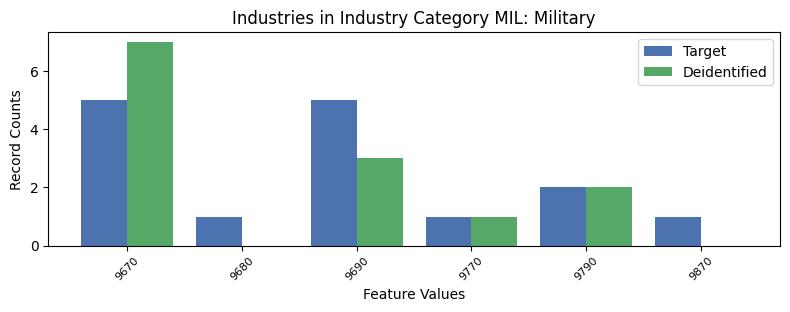 Industries in Industry Category MIL: Military
Target
Deidentified
Record Counts
6
4
2
0
9670
9680
9690
9770
9790
9870
Feature Values